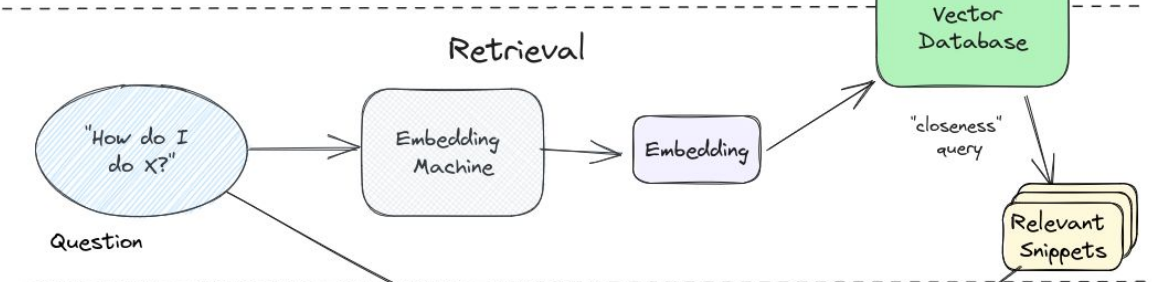 Retrieval
Vector
Database
"How do I
do X?"
Embedding
Machine
Embedding
"closeness"
query
Question
Relevant
Snippets